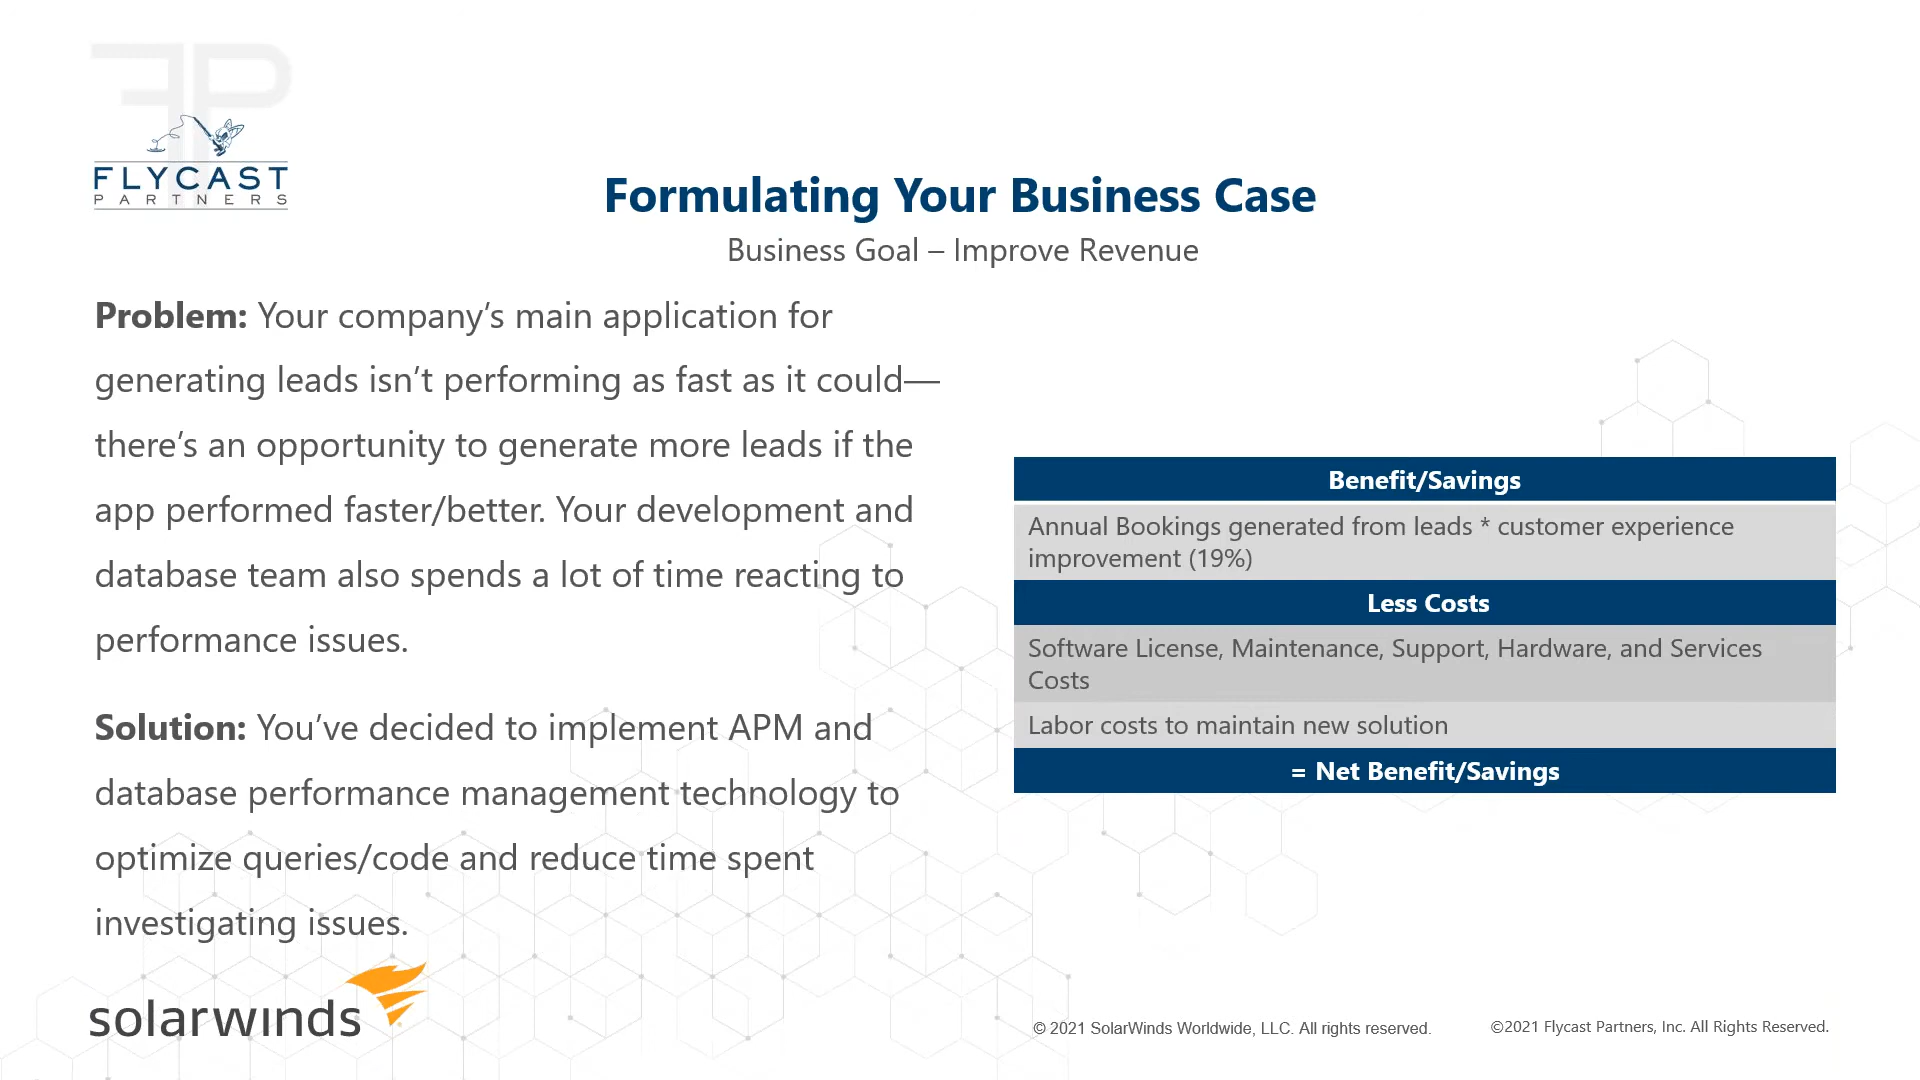 FP
FLYCAST
PARTNERS
Formulating Your Business Case
Business Goal – Improve Revenue
Problem: Your company’s main application for
generating leads isn’t performing as fast as it could—
there’s an opportunity to generate more leads if the
app performed faster/better. Your development and
database team also spends a lot of time reacting to
performance issues.
Solution: You’ve decided to implement APM and
database performance management technology to
optimize queries/code and reduce time spent
investigating issues.
Benefit/Savings
Annual Bookings generated from leads * customer experience
improvement (19%)
Less Costs
Software License, Maintenance, Support, Hardware, and Services
Costs
Labor costs to maintain new solution
= Net Benefit/Savings
solarwinds
© 2021 SolarWinds Worldwide, LLC. All rights reserved.
©2021 Flycast Partners, Inc. All Rights Reserved.